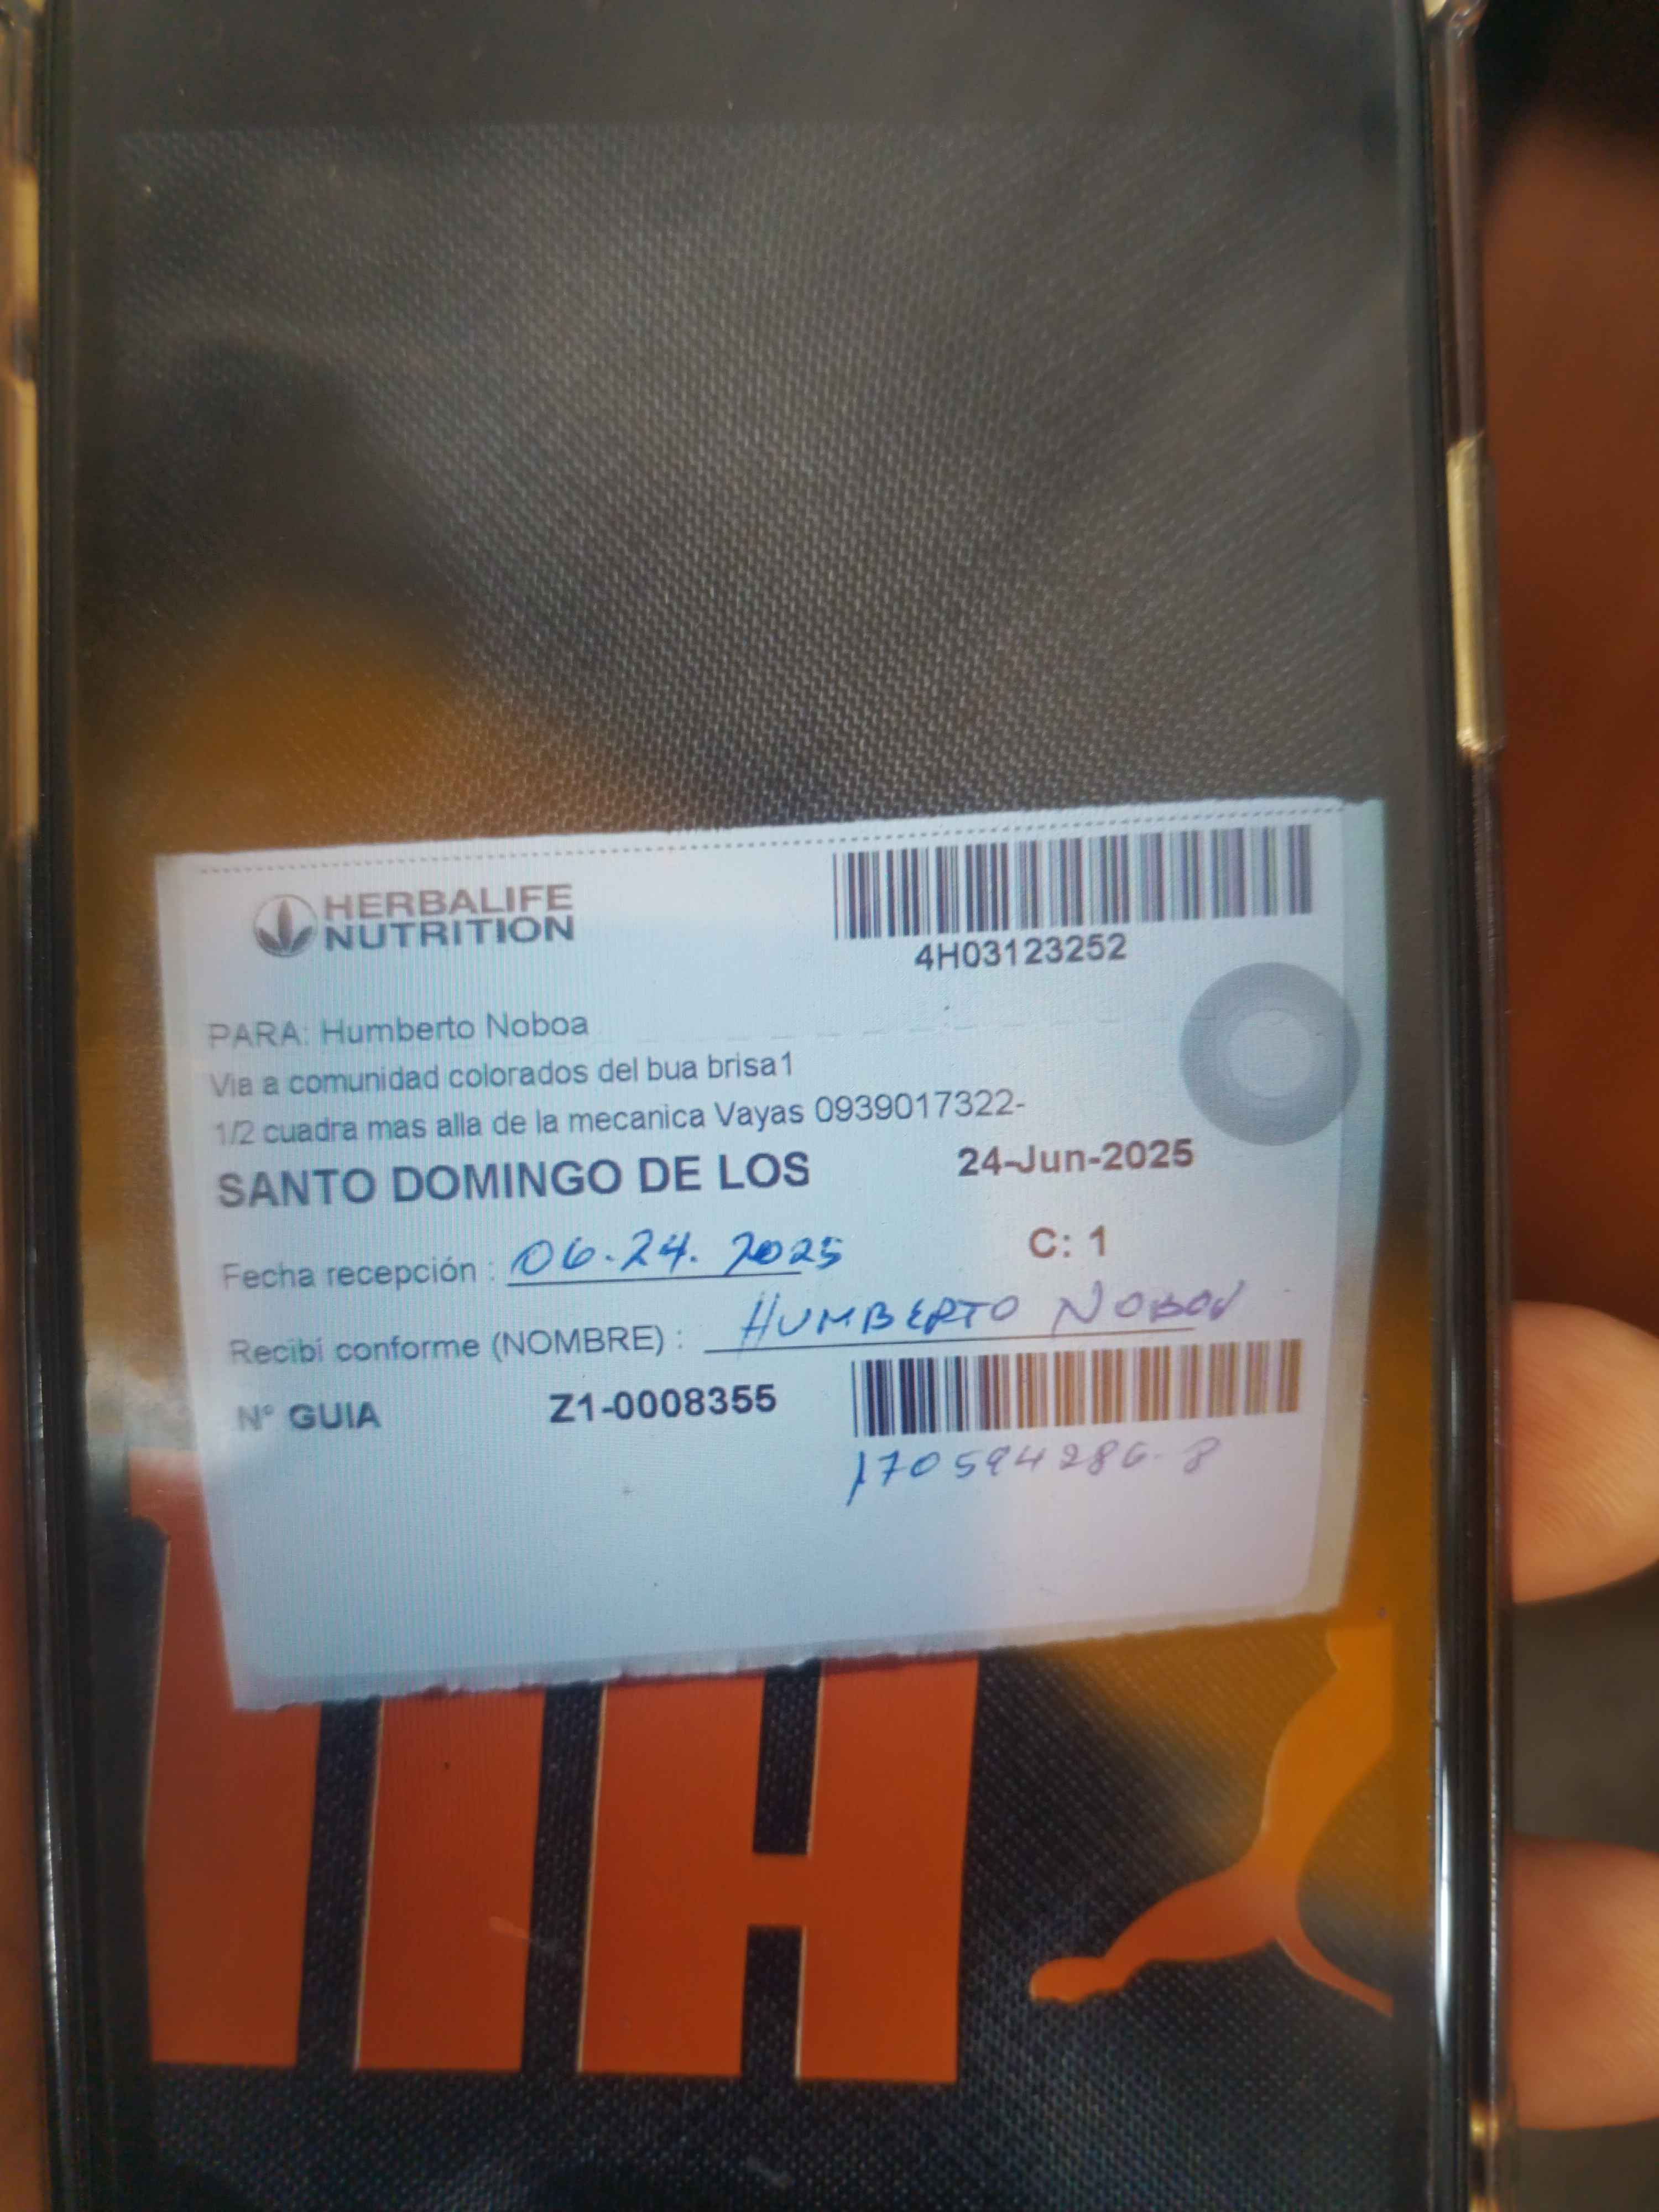 HERBALIFE
NUTRITION
4H03123252
PARA: Humberto Noboa
Via a comunidad colorados del bua brisa1
1/2 cuadra mas alla de la mecanica Vayas 0939017322-
SANTO DOMINGO DE LOS 24-Jun-2025
Fecha recepción : 06.24.2025 C: 1
Recibí conforme (NOMBRE) : HUMBERTO NOBOA
N° GUIA Z1-0008355
170594286-8